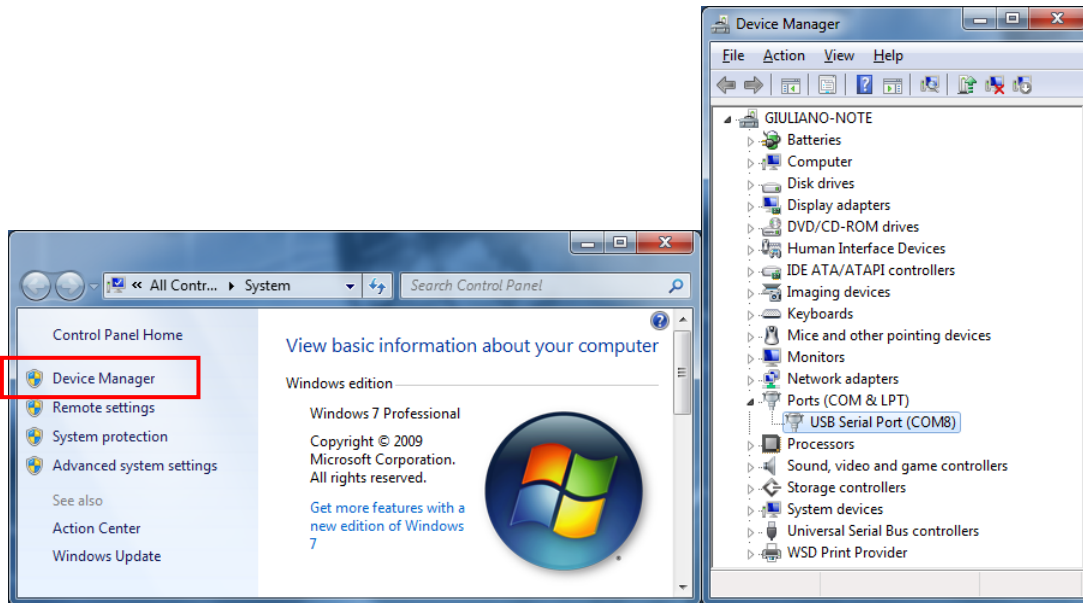 All Contr... System
Search Control Panel
Control Panel Home
Device Manager
Remote settings
System protection
Advanced system settings
See also
Action Center
Windows Update
View basic information about your computer
Windows edition
Windows 7 Professional
Copyright © 2009
Microsoft Corporation.
All rights reserved.
Get more features with a
new edition of Windows
7
Device Manager
File Action View Help
GIULIANO-NOTE
Batteries
Computer
Disk drives
Display adapters
DVD/CD-ROM drives
Human Interface Devices
IDE ATA/ATAPI controllers
Imaging devices
Keyboards
Mice and other pointing devices
Monitors
Network adapters
Ports (COM & LPT)
USB Serial Port (COM8)
Processors
Sound, video and game controllers
Storage controllers
System devices
Universal Serial Bus controllers
WSD Print Provider